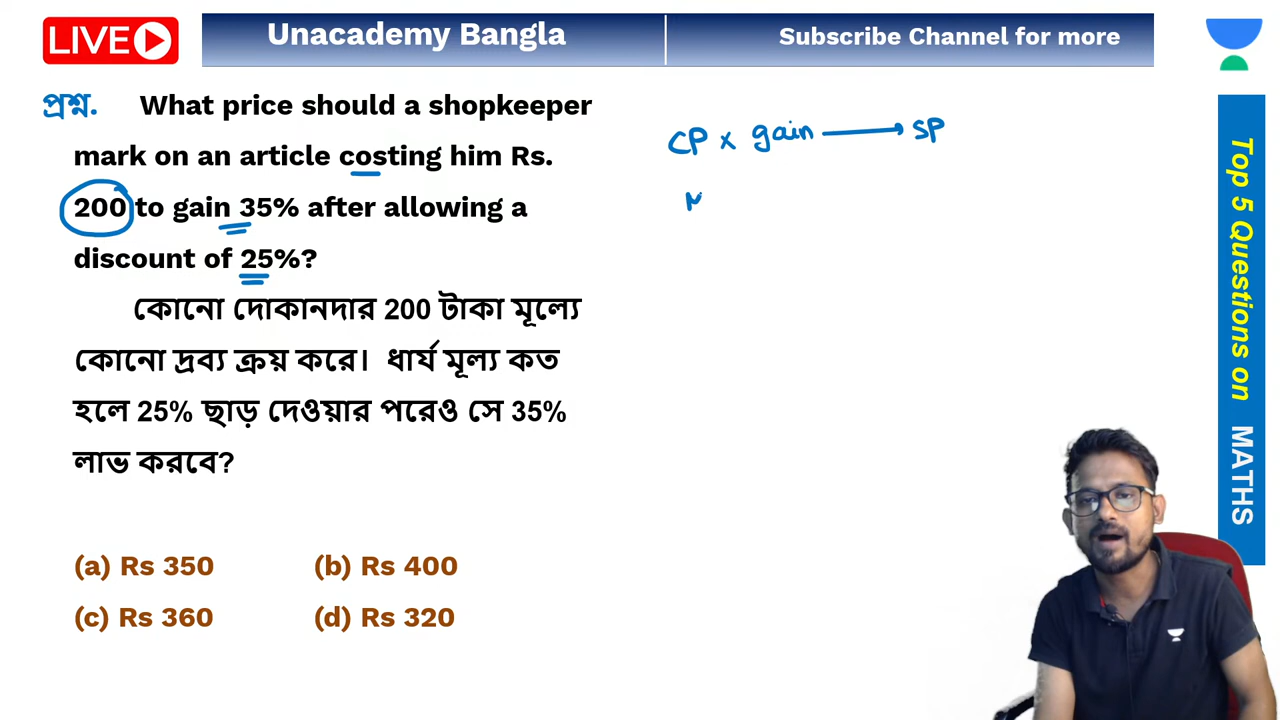 LIVE
Unacademy Bangla
Subscribe Channel for more
প্রশ্ন. What price should a shopkeeper
mark on an article costing him Rs.
200 to gain 35% after allowing a
discount of 25%?
কোনো দোকানদার 200 টাকা মূল্যে
কোনো দ্রব্য ক্রয় করে। ধার্য মূল্য কত
হলে 25% ছাড় দেওয়ার পরেও সে 35%
লাভ করবে?
(a) Rs 350 (b) Rs 400
(c) Rs 360 (d) Rs 320
CP x gain → SP
Top 5 Questions on MATHS